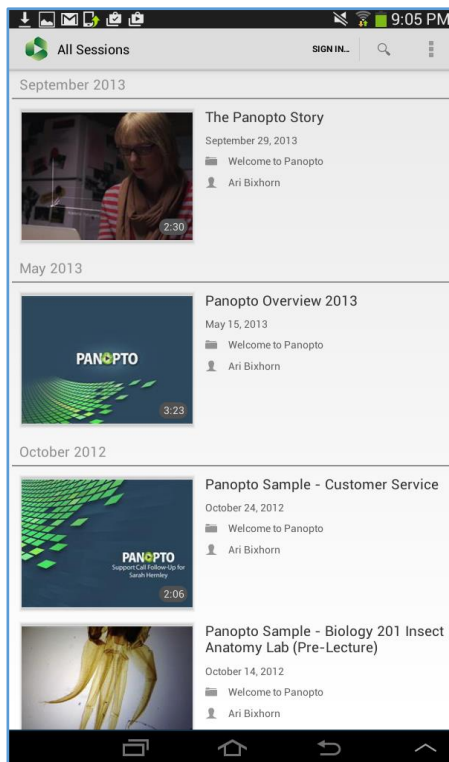 9:05 PM
All Sessions
SIGN IN...
September 2013
The Panopto Story
September 29, 2013
Welcome to Panopto
Ari Bixhorn
2:30
May 2013
Panopto Overview 2013
May 15, 2013
Welcome to Panopto
Ari Bixhorn
PANOPTO
3:23
October 2012
Panopto Sample - Customer Service
October 24, 2012
Welcome to Panopto
Ari Bixhorn
PANOPTO
Support Call Follow-Up for
Sarah Hernley
2:06
Panopto Sample - Biology 201 Insect
Anatomy Lab (Pre-Lecture)
October 14, 2012
Welcome to Panopto
Ari Bixhorn